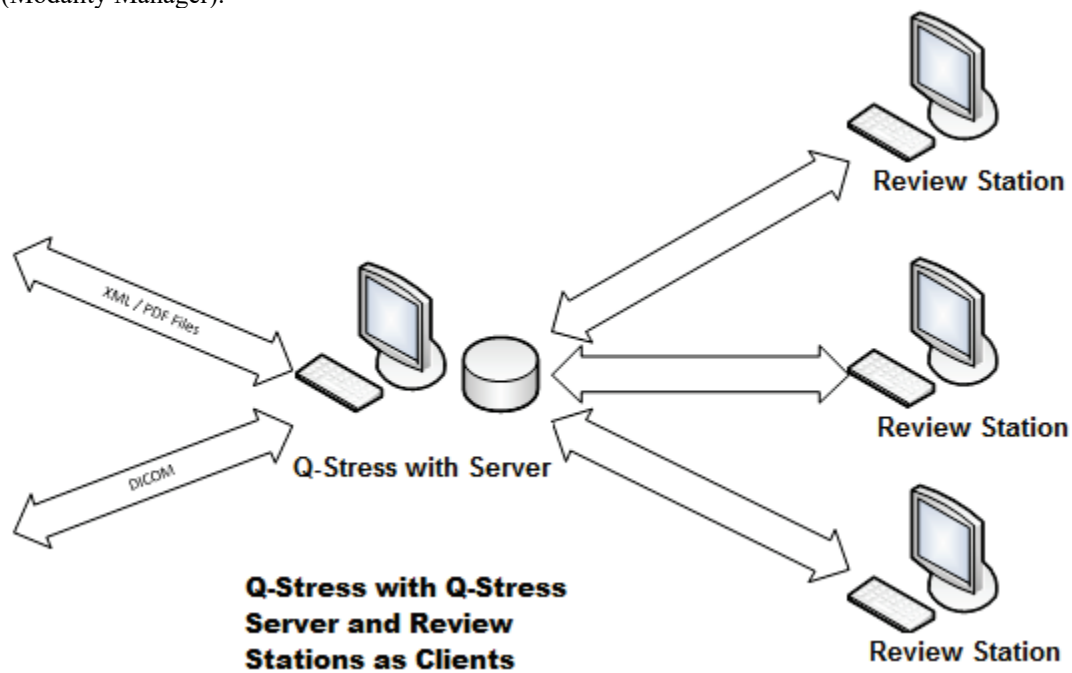 (Modality Manager).
Review Station
XML / PDF Files
Review Station
Q-Stress with Server
DICOM
Q-Stress with Q-Stress
Server and Review
Stations as Clients
Review Station